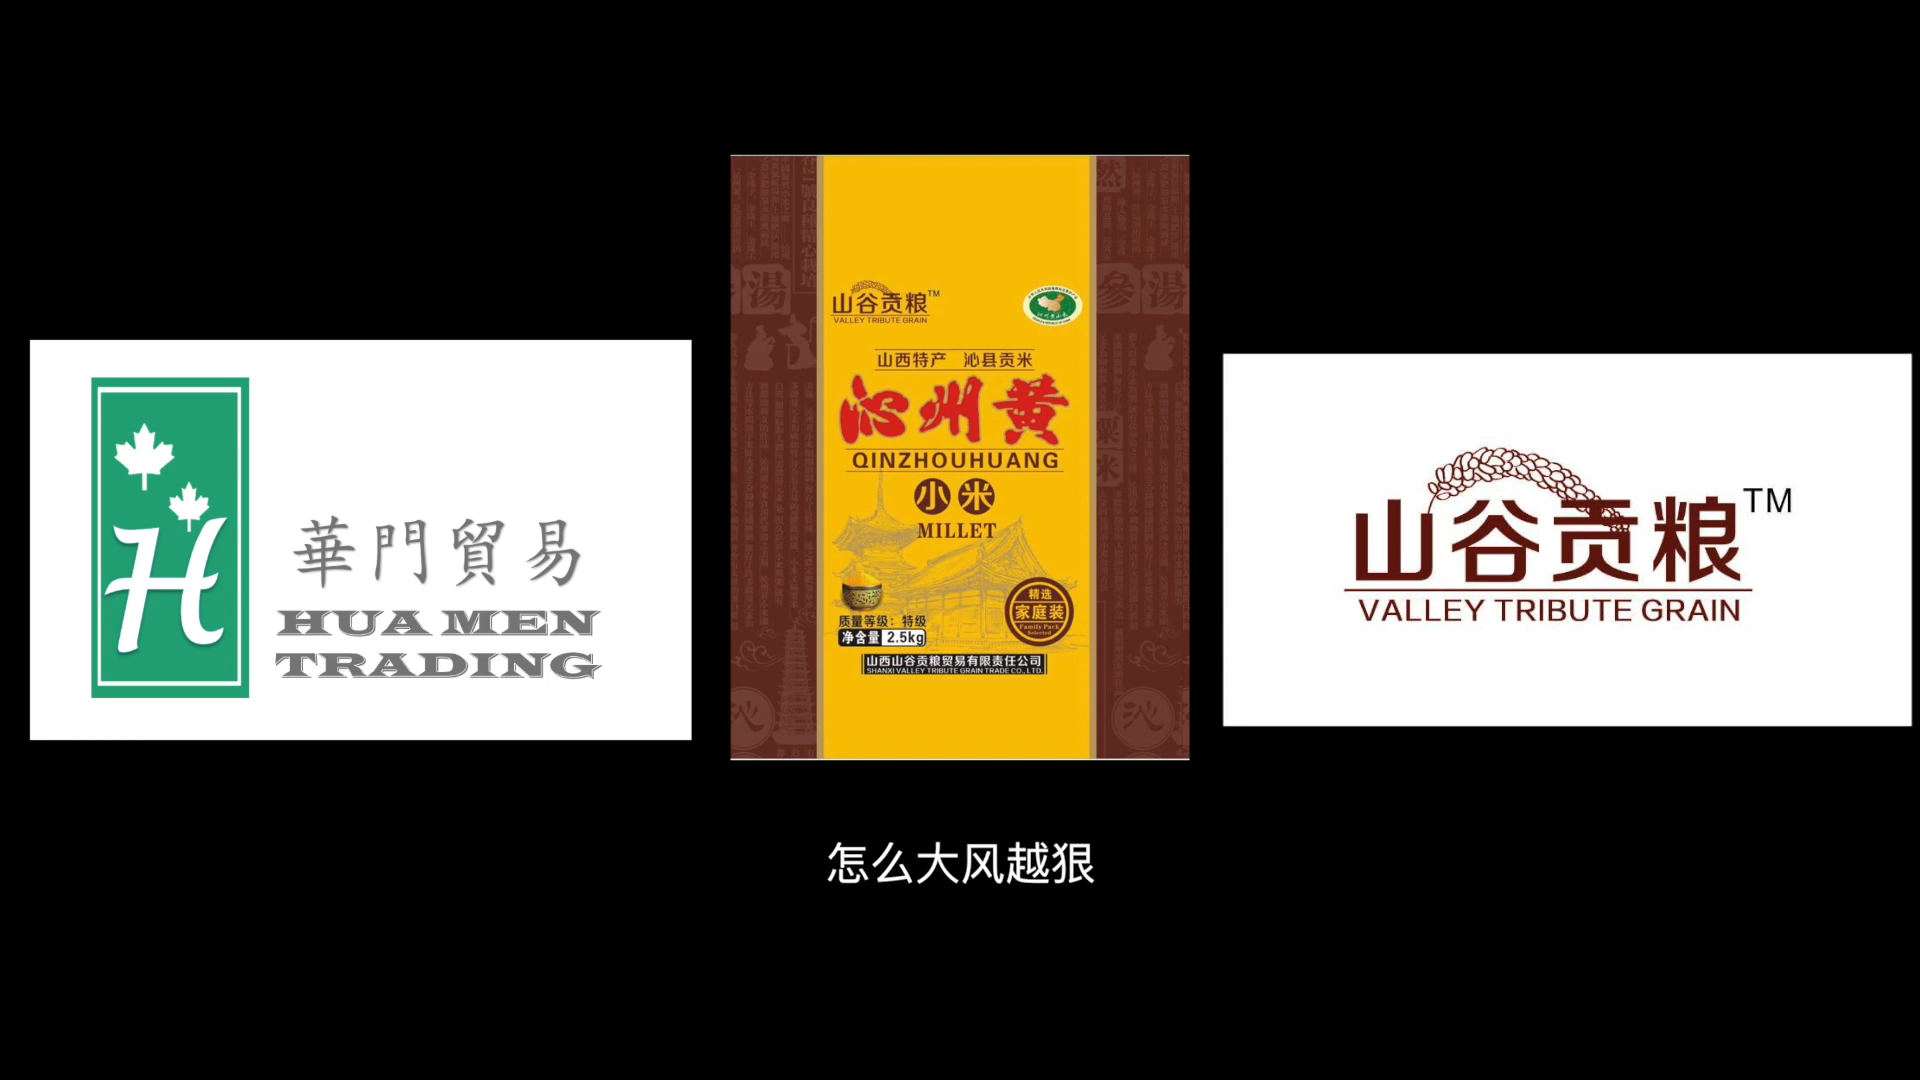 華門貿易
HUA MEN
TRADING
山谷贡粮TM
VALLEY TRIBUTE GRAIN
山西特产 沁县贡米
沁州黄
QINZHOUHUANG
小米
MILLET
精选
家庭装
Family Pack
Selected
质量等级：特级
净含量 2.5kg
山西山谷贡粮贸易有限责任公司
SHANXI VALLEY TRIBUTE GRAIN TRADE CO., LTD.
山谷贡粮TM
VALLEY TRIBUTE GRAIN
怎么大风越狠